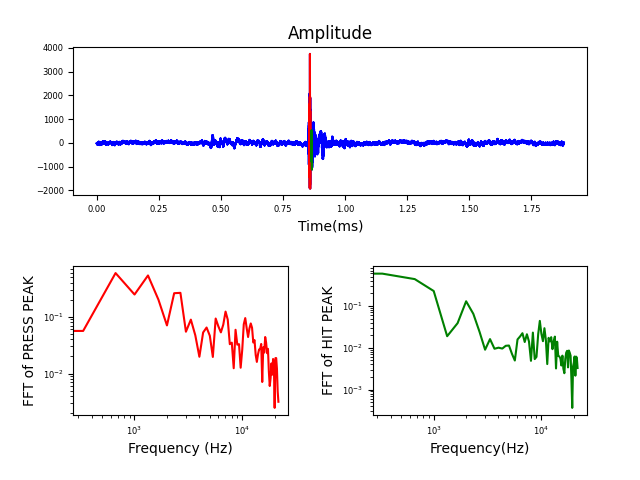 Amplitude
4000
3000
2000
1000
0
−1000
−2000
0.00 0.25 0.50 0.75 1.00 1.25 1.50 1.75
Time(ms)
FFT of PRESS PEAK
10⁻¹
10⁻²
10³ 10⁴
Frequency (Hz)
FFT of HIT PEAK
10⁻¹
10⁻²
10⁻³
10³ 10⁴
Frequency(Hz)